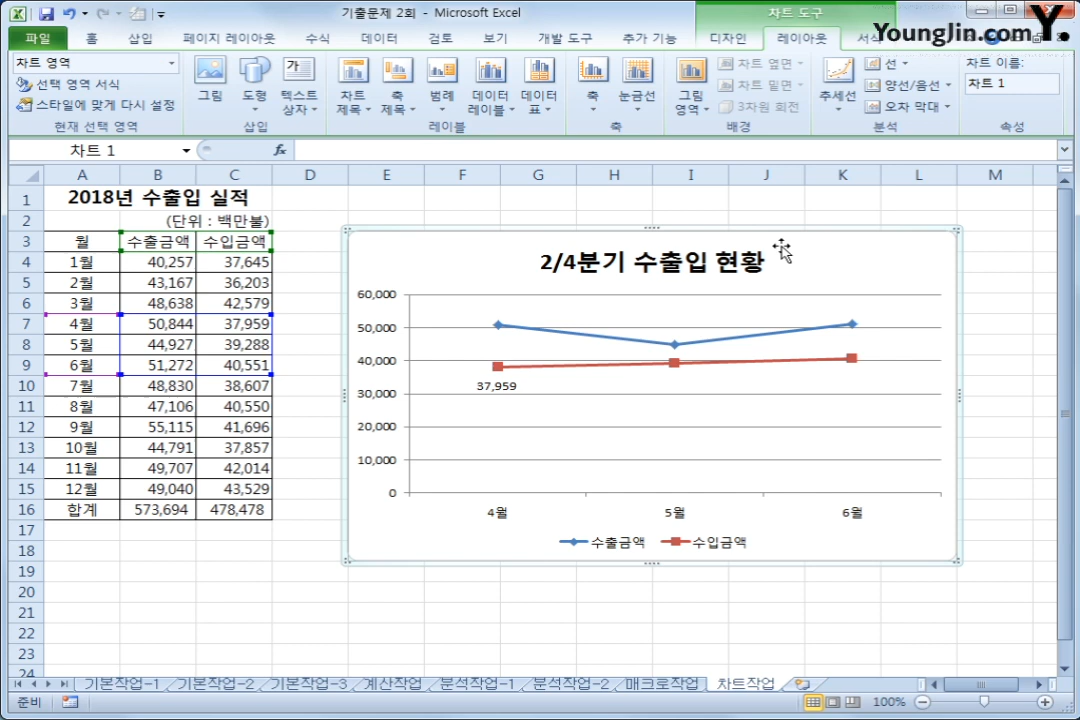 기출문제 2회 - Microsoft Excel
차트 도구
YoungJin.com Y.
파일 홈 삽입 페이지 레이아웃 수식 데이터 검토 보기 개발 도구 추가 기능 디자인 레이아웃 서식
차트 영역
선택 영역 서식
스타일에 맞게 다시 설정
현재 선택 영역
그림 도형 텍스트 상자
삽입
차트 제목 축 제목 범례 데이터 레이블 데이터 표
레이블
축 눈금선
축
그림 영역
차트 옆면
차트 밑면
3차원 회전
배경
추세선
선
양선/음선
오차 막대
분석
차트 이름:
차트 1
속성
차트 1 fx
A B C D E F G H I J K L M
1 2018년 수출입 실적
2 (단위 : 백만불)
3 월 수출금액 수입금액
4 1월 40,257 37,645
5 2월 43,167 36,203
6 3월 48,638 42,579
7 4월 50,844 37,959
8 5월 44,927 39,288
9 6월 51,272 40,551
10 7월 48,830 38,607
11 8월 47,106 40,550
12 9월 55,115 41,696
13 10월 44,791 37,857
14 11월 49,707 42,014
15 12월 49,040 43,529
16 합계 573,694 478,478
17
18
19
20
21
22
23
24
2/4분기 수출입 현황
60,000
50,000
40,000
37,959
30,000
20,000
10,000
0
4월 5월 6월
수출금액 수입금액
기본작업-1 기본작업-2 기본작업-3 계산작업 분석작업-1 분석작업-2 매크로작업 차트작업
준비 100%